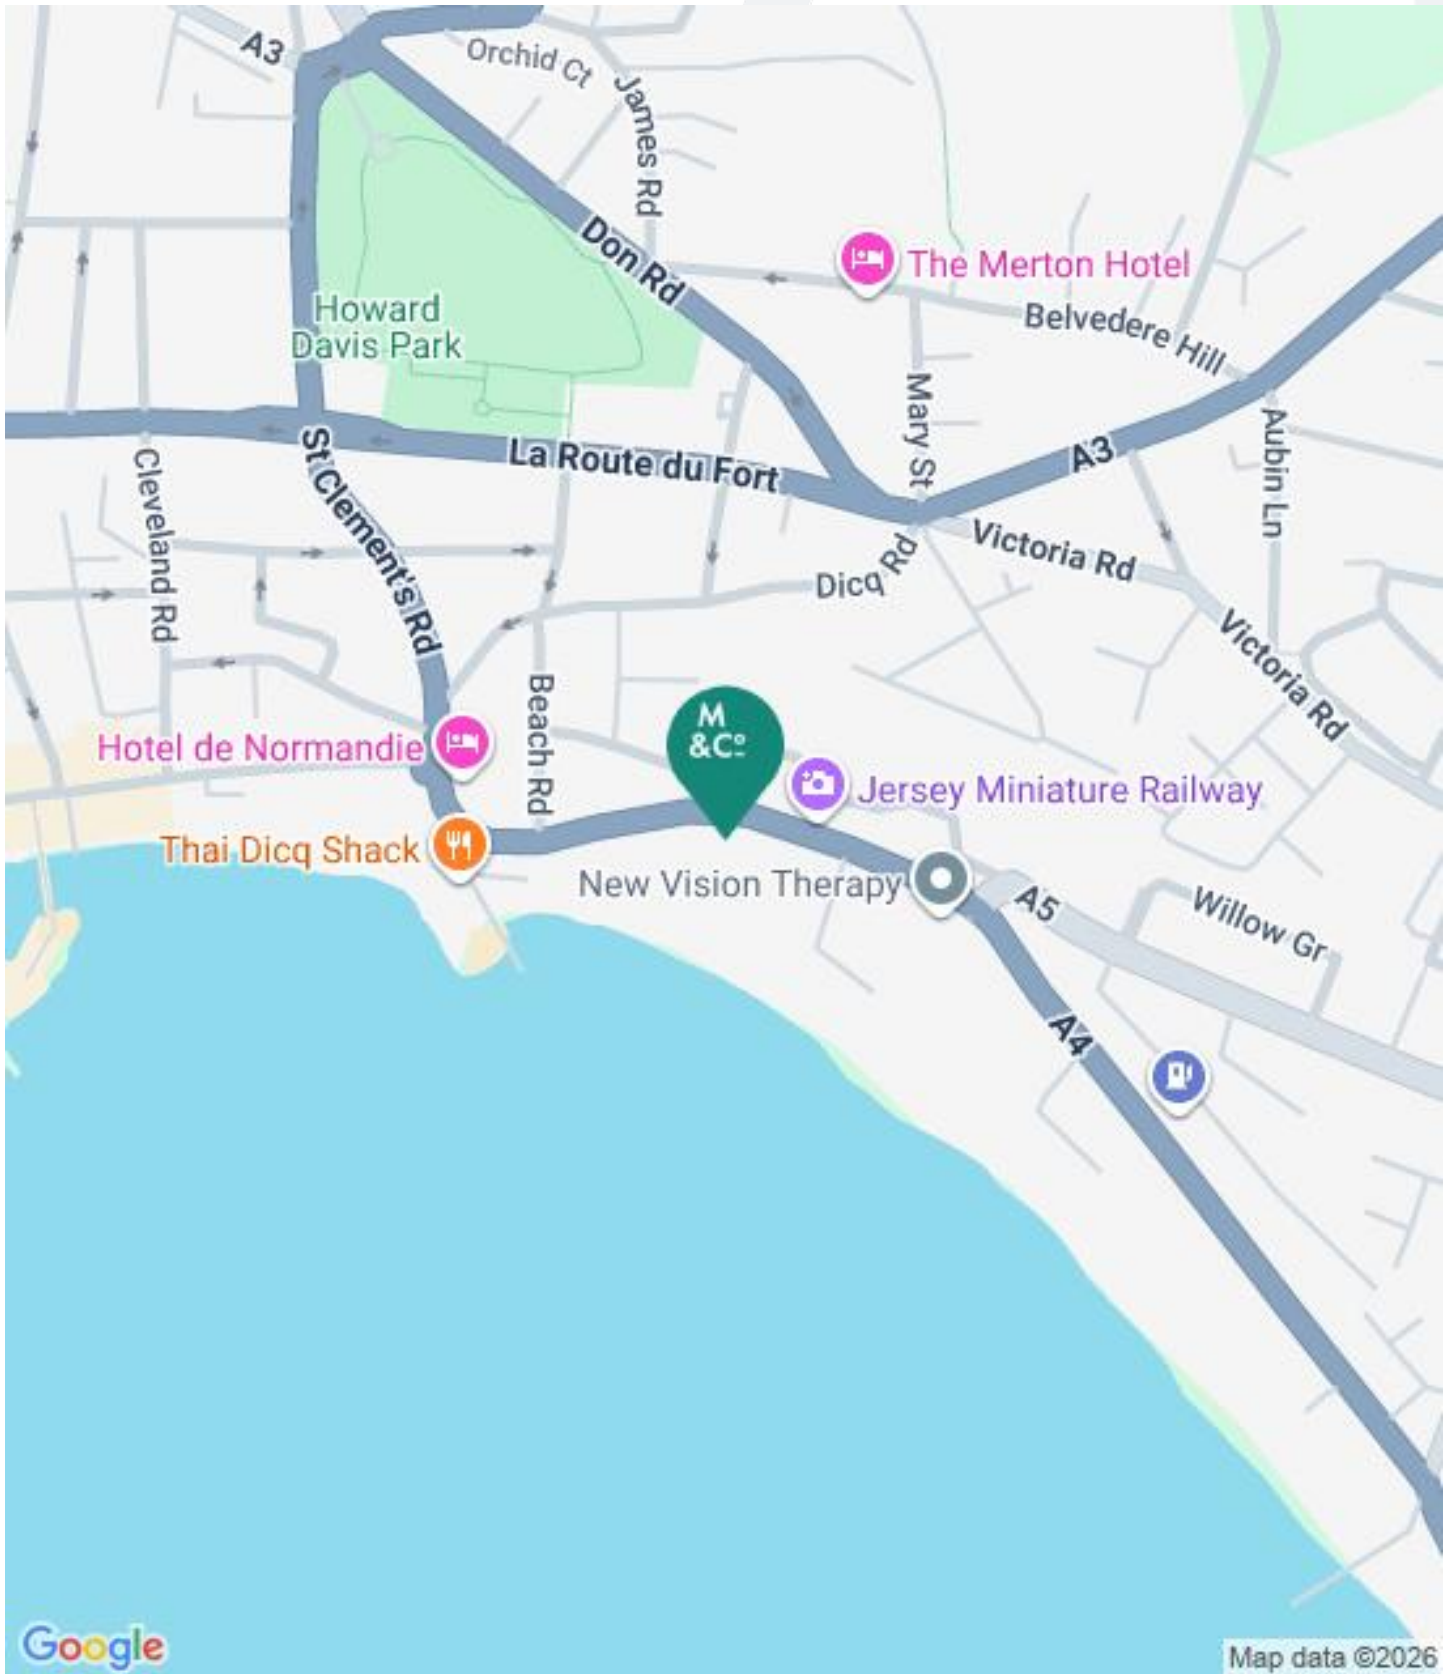 A3
Orchid Ct
James Rd
Don Rd
The Merton Hotel
Howard
Davis Park
Belvedere Hill
Mary St
A3
Aubin Ln
La Route du Fort
St Clement's Rd
Cleveland Rd
Victoria Rd
Dicq Rd
Victoria Rd
Beach Rd
M
&Cº
Hotel de Normandie
Jersey Miniature Railway
Thai Dicq Shack
New Vision Therapy
A5
Willow Gr
A4
Google
Map data ©2026